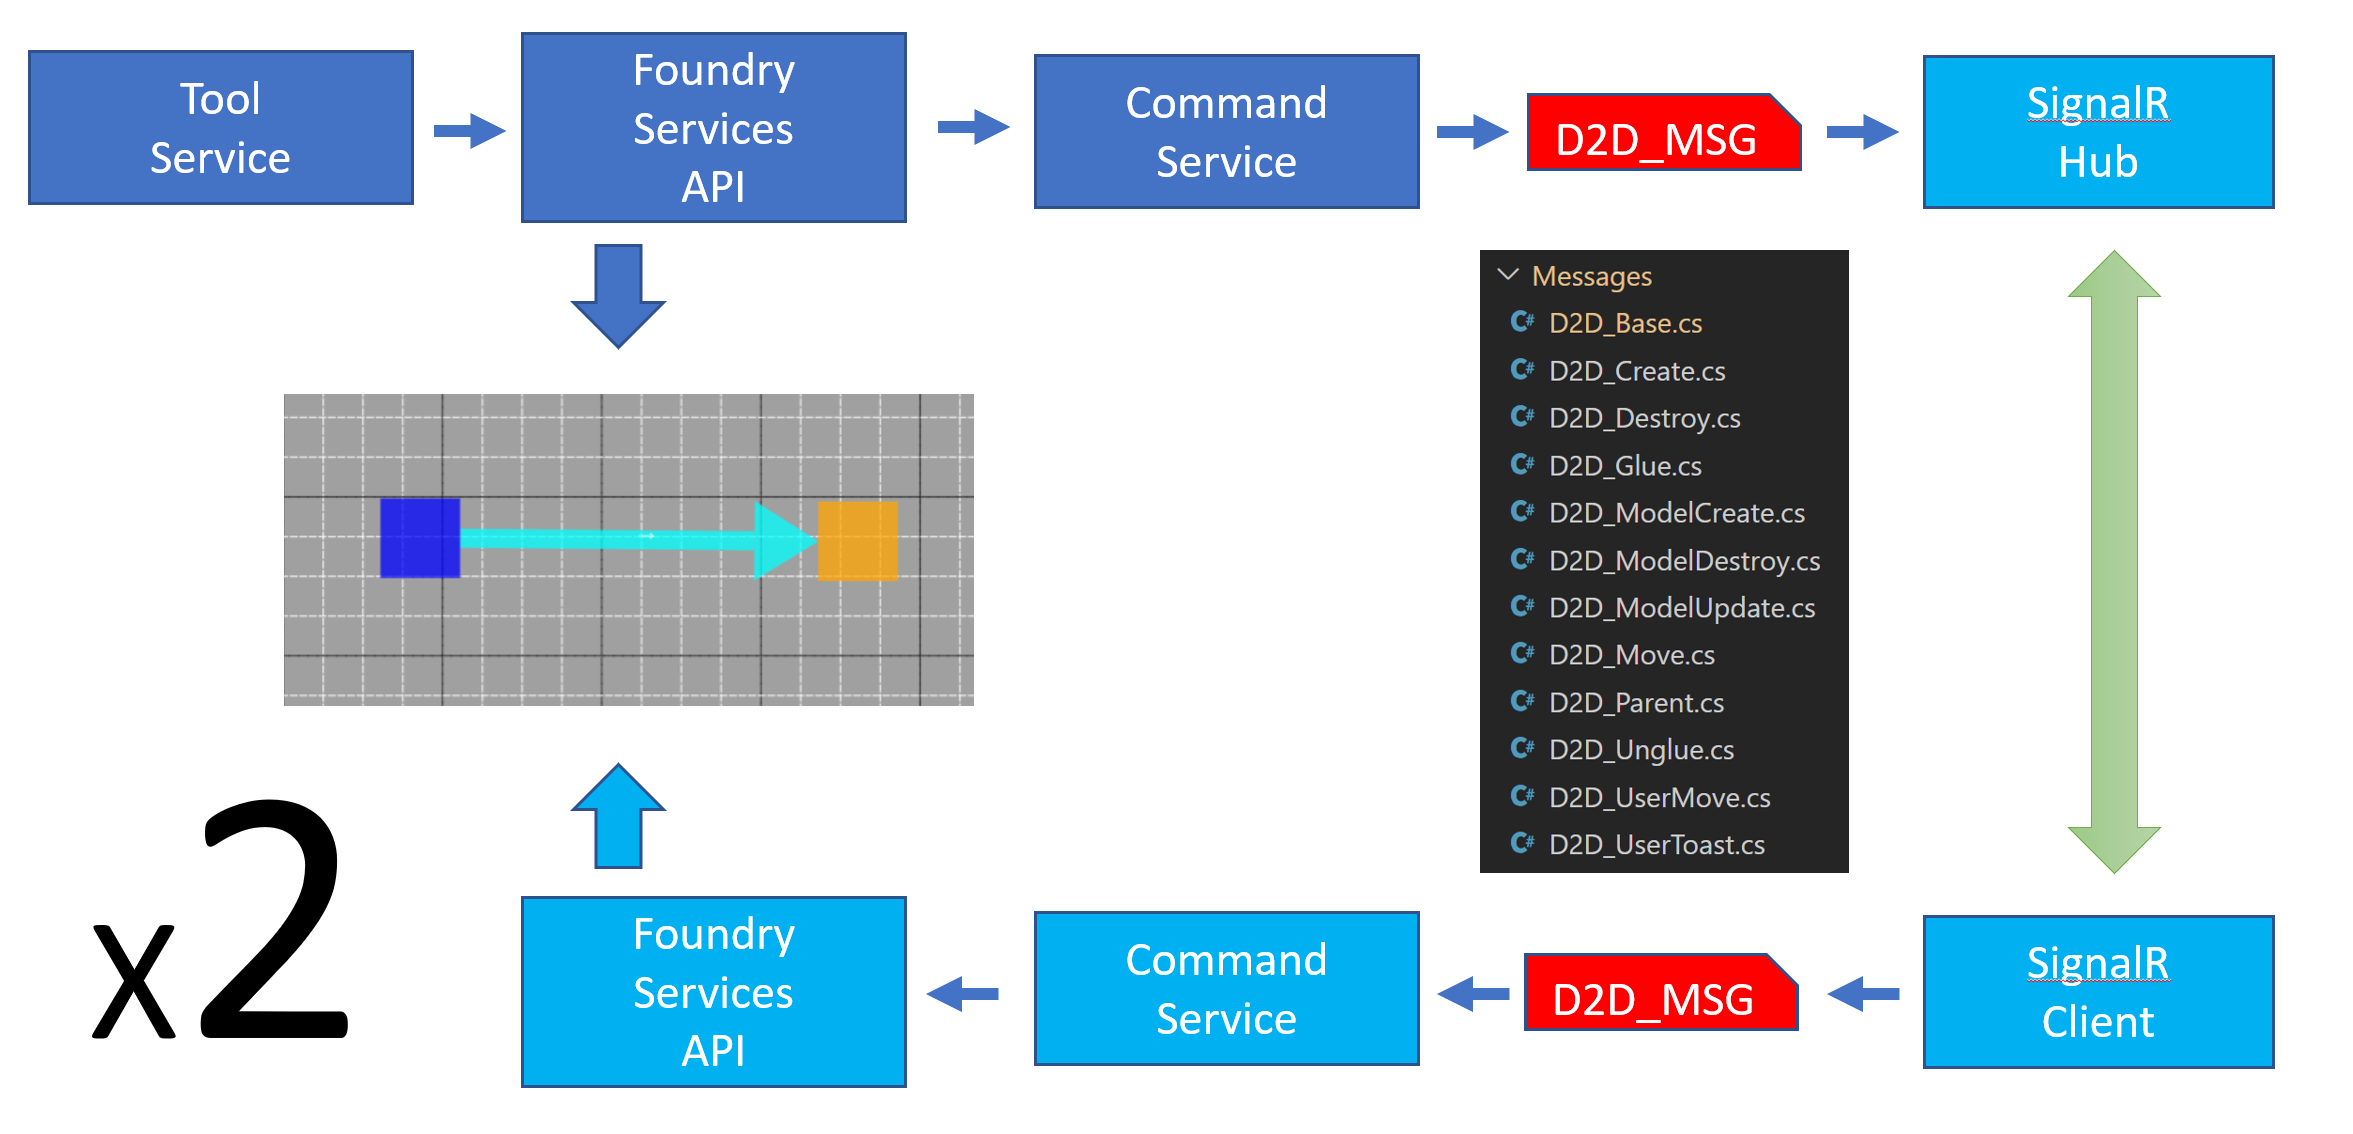 Tool
Service
Foundry
Services
API
Command
Service
D2D_MSG
SignalR
Hub
Messages
C# D2D_Base.cs
C# D2D_Create.cs
C# D2D_Destroy.cs
C# D2D_Glue.cs
C# D2D_ModelCreate.cs
C# D2D_ModelDestroy.cs
C# D2D_ModelUpdate.cs
C# D2D_Move.cs
C# D2D_Parent.cs
C# D2D_Unglue.cs
C# D2D_UserMove.cs
C# D2D_UserToast.cs
x2
Foundry
Services
API
Command
Service
D2D_MSG
SignalR
Client